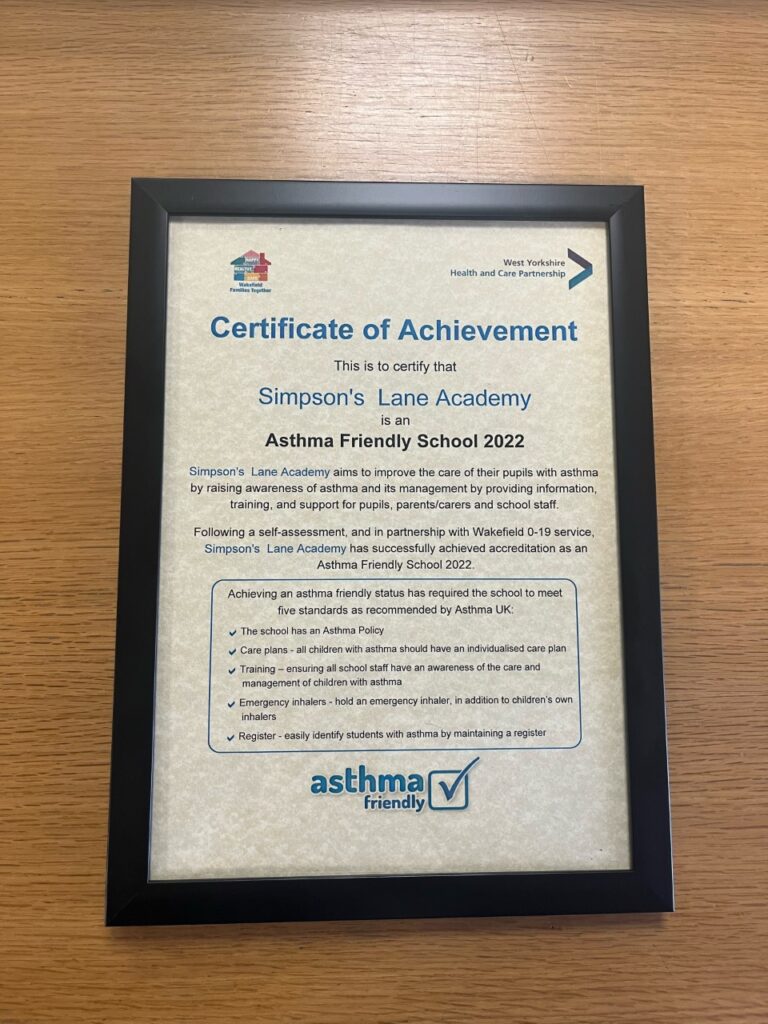 HAPPY
HEALTHY
SAFE
Wakefield
Families Together
West Yorkshire
Health and Care Partnership
Certificate of Achievement
This is to certify that
Simpson's Lane Academy
is an
Asthma Friendly School 2022
Simpson's Lane Academy aims to improve the care of their pupils with asthma
by raising awareness of asthma and its management by providing information,
training, and support for pupils, parents/carers and school staff.
Following a self-assessment, and in partnership with Wakefield 0-19 service,
Simpson's Lane Academy has successfully achieved accreditation as an
Asthma Friendly School 2022.
Achieving an asthma friendly status has required the school to meet
five standards as recommended by Asthma UK:
The school has an Asthma Policy
Care plans - all children with asthma should have an individualised care plan
Training – ensuring all school staff have an awareness of the care and
management of children with asthma
Emergency inhalers - hold an emergency inhaler, in addition to children's own
inhalers
Register - easily identify students with asthma by maintaining a register
asthma
friendly